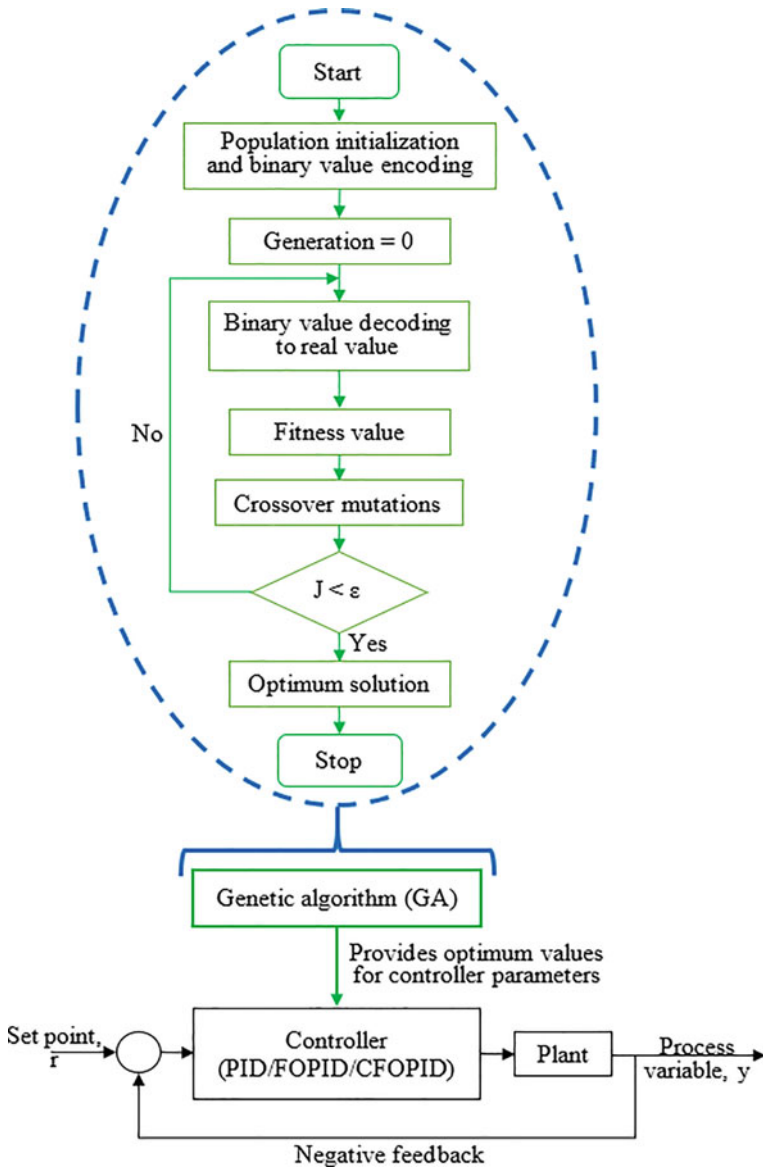 Start
Population initialization
and binary value encoding
Generation = 0
Binary value decoding
to real value
No
Fitness value
Crossover mutations
J < ε
Yes
Optimum solution
Stop
Genetic algorithm (GA)
Provides optimum values
for controller parameters
Set point,
r
Controller
(PID/FOPID/CFOPID)
Plant
Process
variable, y
Negative feedback